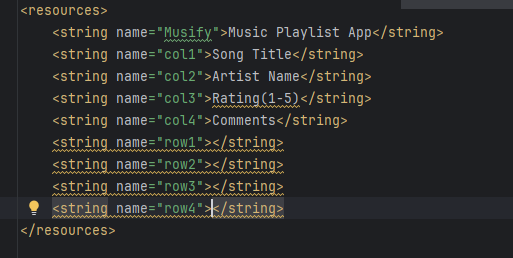 <resources>
<string name="Musify">Music Playlist App</string>
<string name="col1">Song Title</string>
<string name="col2">Artist Name</string>
<string name="col3">Rating(1-5)</string>
<string name="col4">Comments</string>
<string name="row1"></string>
<string name="row2"></string>
<string name="row3"></string>
<string name="row4"></string>
</resources>